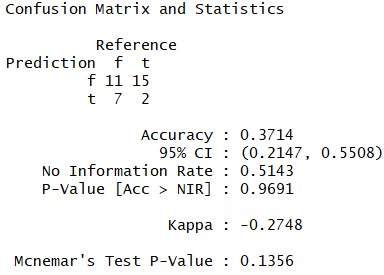 Confusion Matrix and Statistics
Reference
Prediction f t
f 11 15
t 7 2
Accuracy : 0.3714
95% CI : (0.2147, 0.5508)
No Information Rate : 0.5143
P-Value [Acc > NIR] : 0.9691
Kappa : -0.2748
Mcnemar's Test P-Value : 0.1356